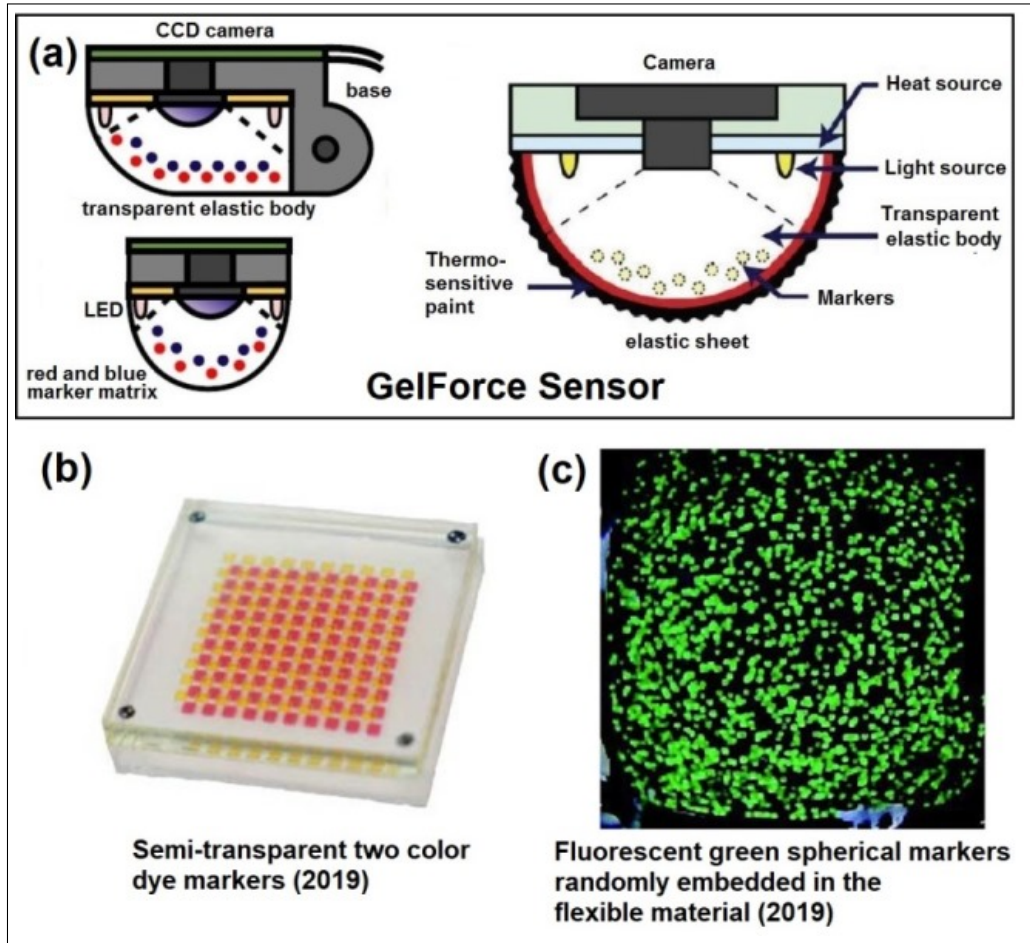 (a)
CCD camera
base
transparent elastic body
LED
red and blue
marker matrix
Camera
Heat source
Light source
Transparent
elastic body
Thermo-
sensitive
paint
Markers
elastic sheet
GelForce Sensor
(b)
Semi-transparent two color
dye markers (2019)
(c)
Fluorescent green spherical markers
randomly embedded in the
flexible material (2019)